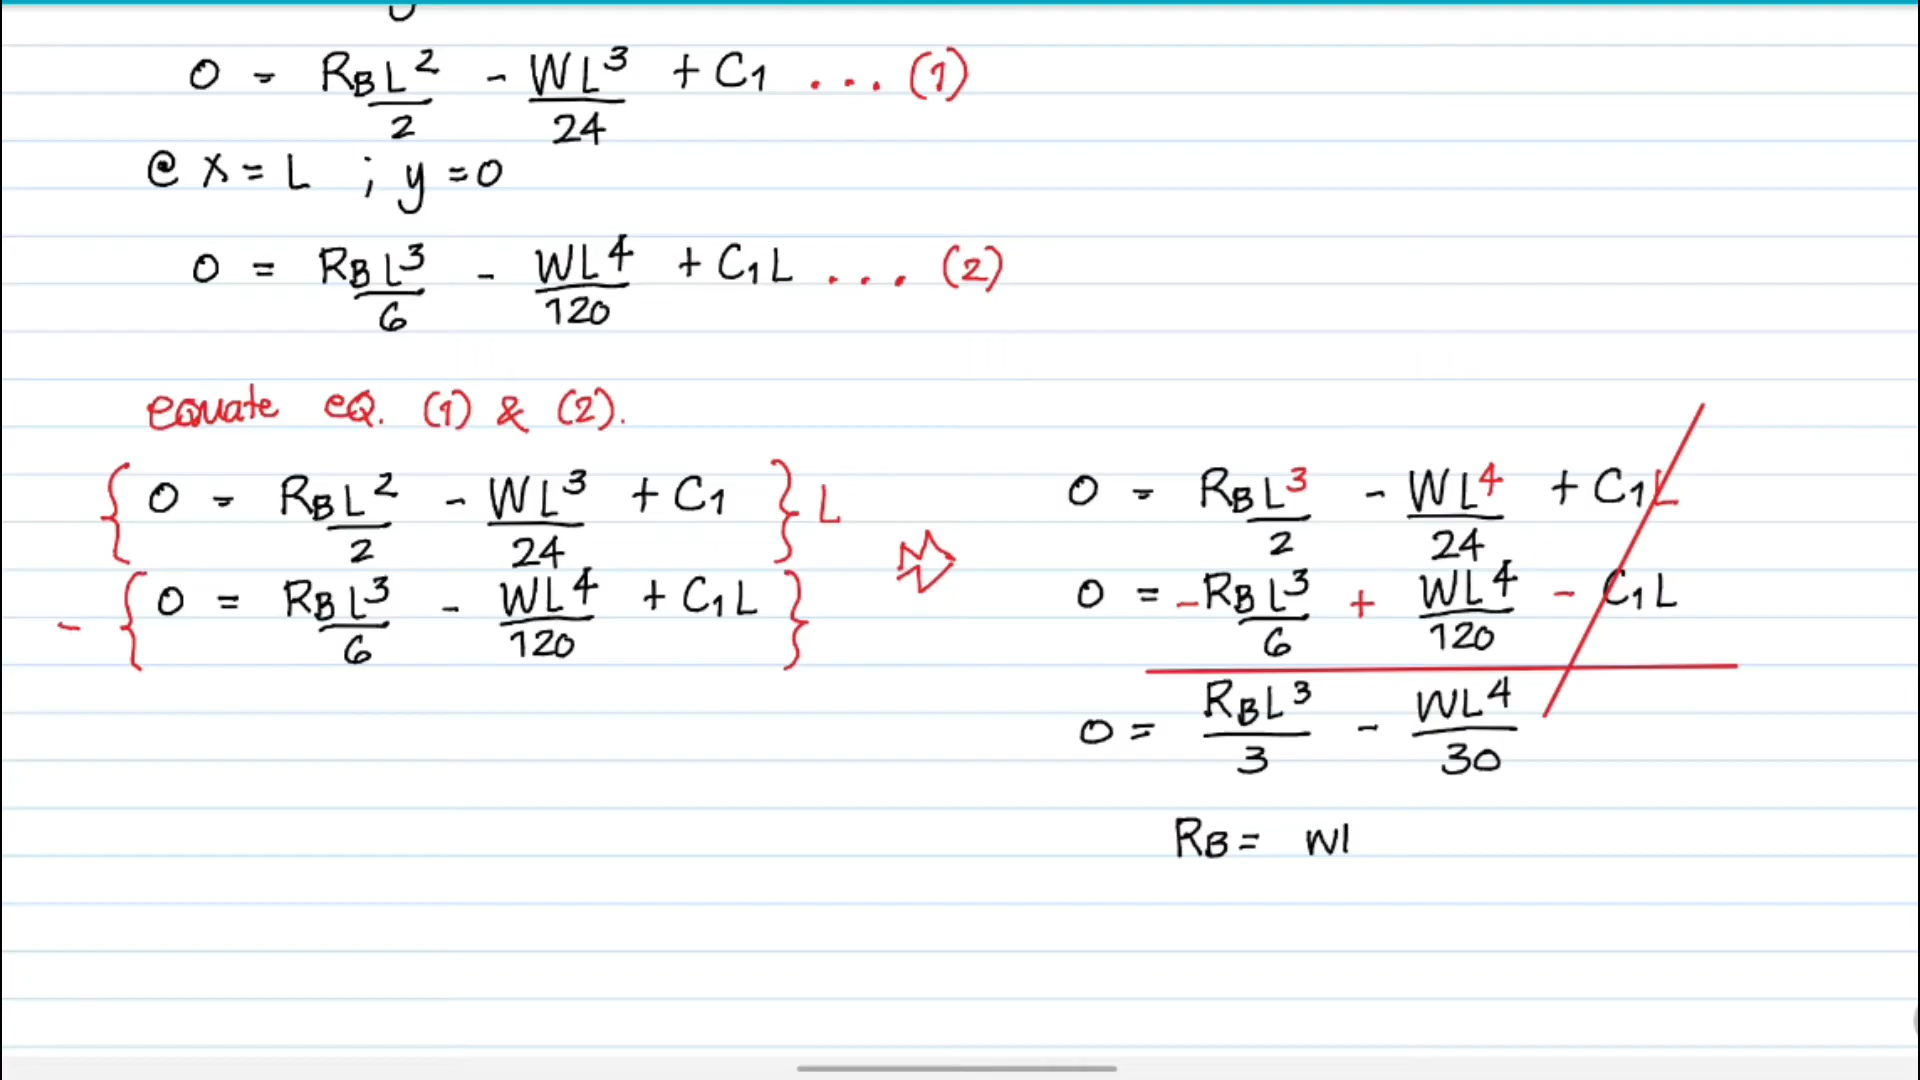 0 = R_B L²/2 - WL³/24 + C₁ ... (1)
@ x = L ; y = 0
0 = R_B L³/6 - WL⁴/120 + C₁L ... (2)
equate eQ. (1) & (2).
{ 0 = R_B L²/2 - WL³/24 + C₁ } L
- { 0 = R_B L³/6 - WL⁴/120 + C₁L }
0 = R_B L³/2 - WL⁴/24 + C₁L
0 = - R_B L³/6 + WL⁴/120 - C₁L
0 = R_B L³/3 - WL⁴/30
R_B = Wl